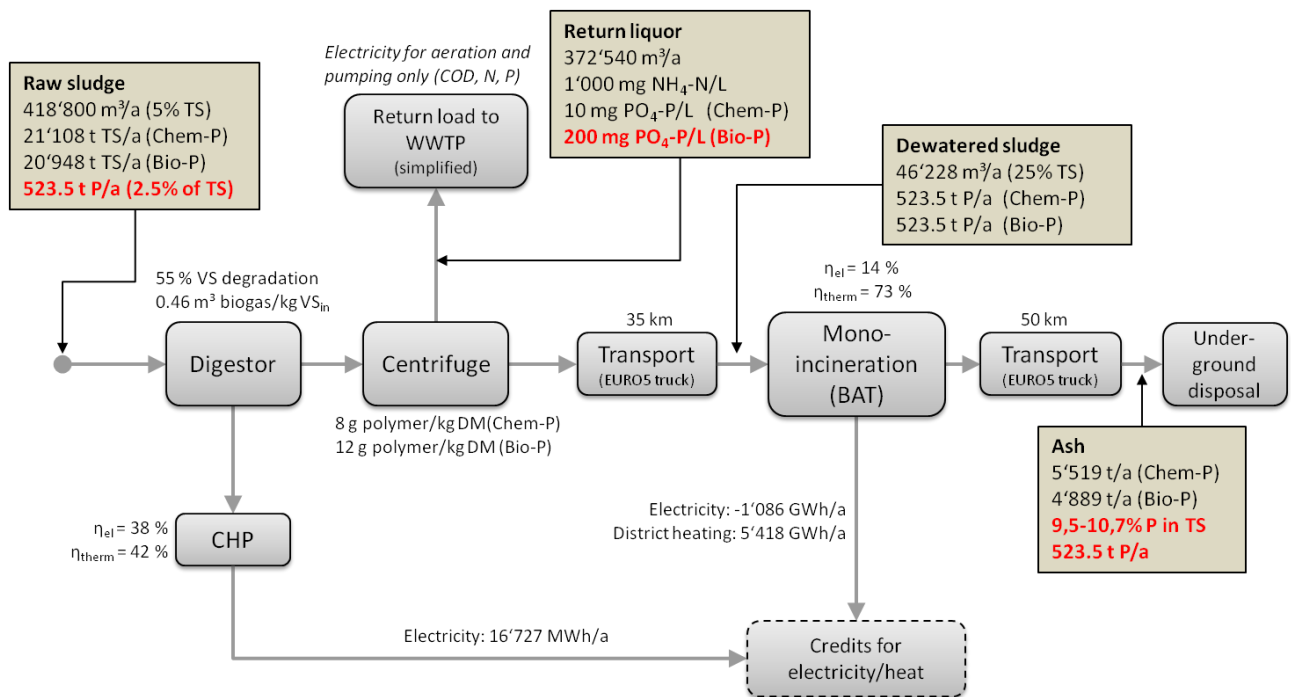 Raw sludge
418‘800 m³/a (5% TS)
21‘108 t TS/a (Chem-P)
20‘948 t TS/a (Bio-P)
523.5 t P/a (2.5% of TS)
Electricity for aeration and
pumping only (COD, N, P)
Return load to
WWTP
(simplified)
Return liquor
372‘540 m³/a
1‘000 mg NH₄-N/L
10 mg PO₄-P/L (Chem-P)
200 mg PO₄-P/L (Bio-P)
Dewatered sludge
46‘228 m³/a (25% TS)
523.5 t P/a (Chem-P)
523.5 t P/a (Bio-P)
55 % VS degradation
0.46 m³ biogas/kg VSᵢₙ
Digestor
Centrifuge
8 g polymer/kg DM(Chem-P)
12 g polymer/kg DM (Bio-P)
35 km
Transport
(EURO5 truck)
ηel = 14 %
ηtherm = 73 %
Mono-
incineration
(BAT)
50 km
Transport
(EURO5 truck)
Under-
ground
disposal
Ash
5‘519 t/a (Chem-P)
4‘889 t/a (Bio-P)
9,5-10,7% P in TS
523.5 t P/a
ηel = 38 %
ηtherm = 42 %
CHP
Electricity: -1‘086 GWh/a
District heating: 5‘418 GWh/a
Electricity: 16‘727 MWh/a
Credits for
electricity/heat